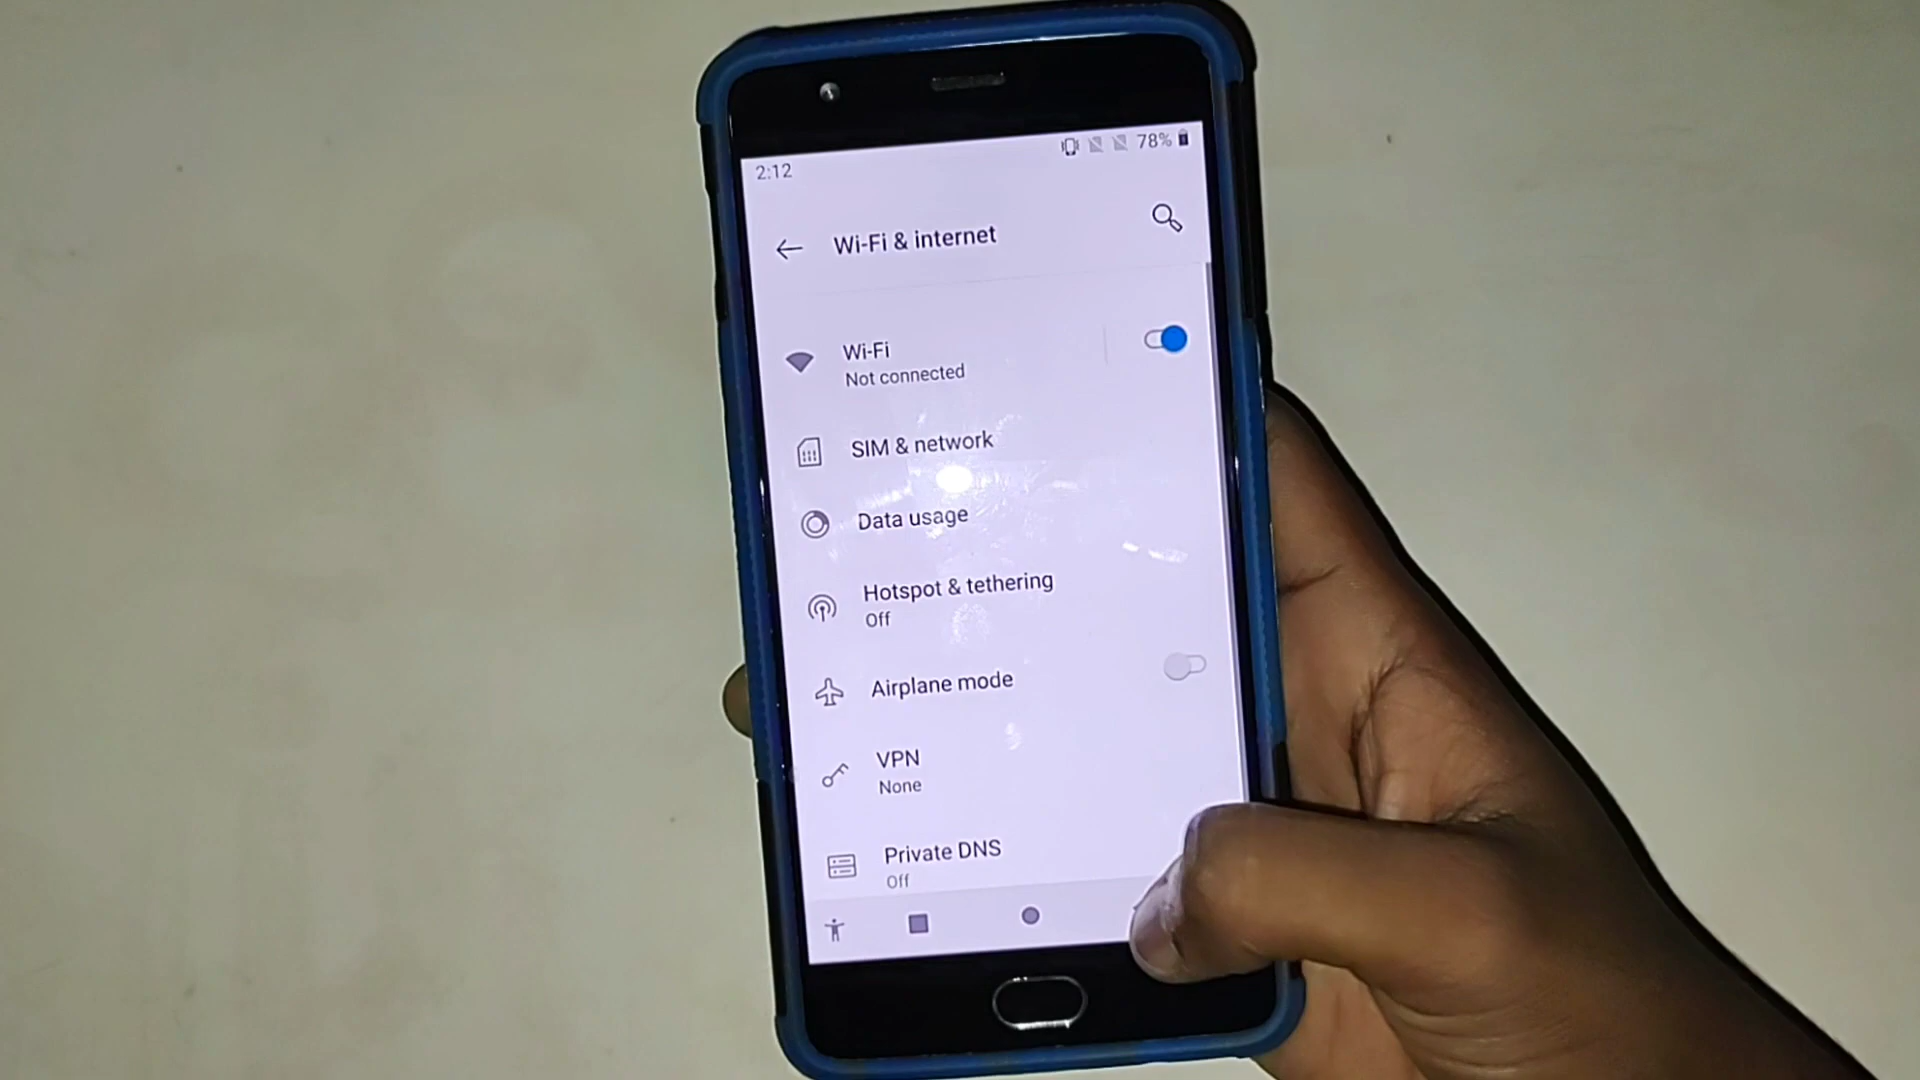 2:12 78%
Wi-Fi & internet
Wi-Fi
Not connected
SIM & network
Data usage
Hotspot & tethering
Off
Airplane mode
VPN
None
Private DNS
Off